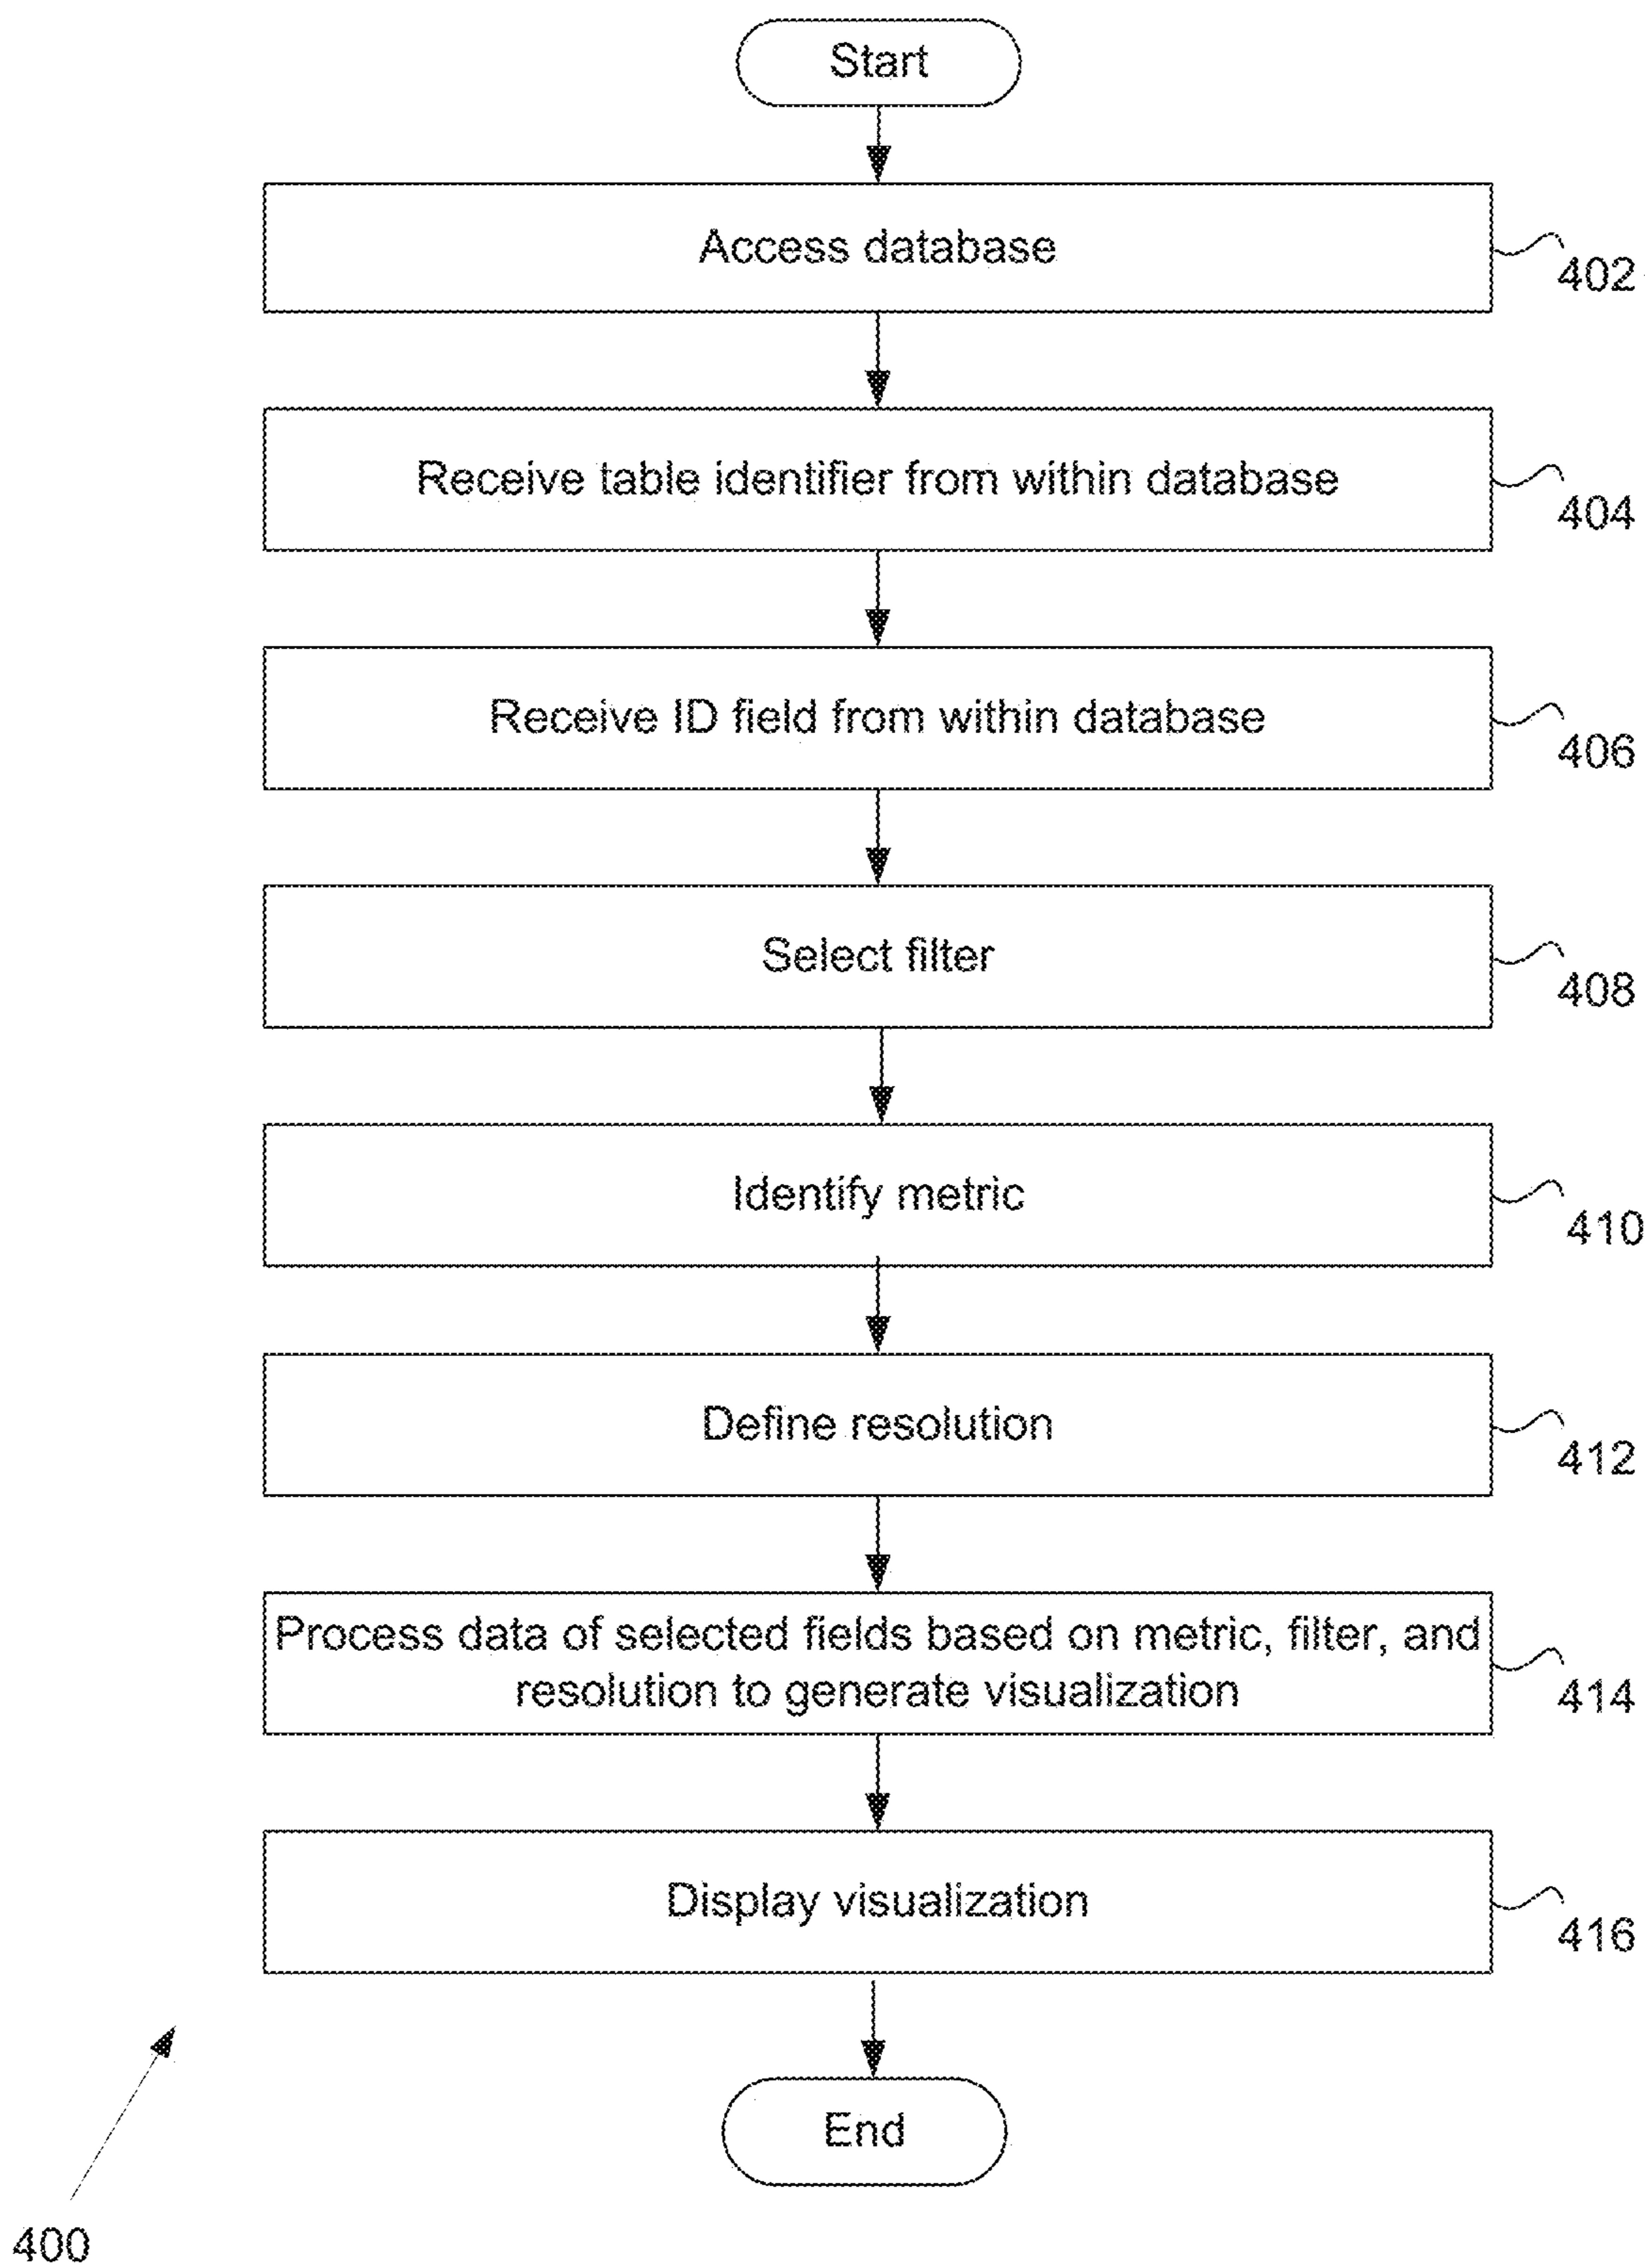 Start
Access database
402
Receive table identifier from within database
404
Receive ID field from within database
406
Select filter
408
Identify metric
410
Define resolution
412
Process data of selected fields based on metric, filter, and
resolution to generate visualization
414
Display visualization
416
End
400